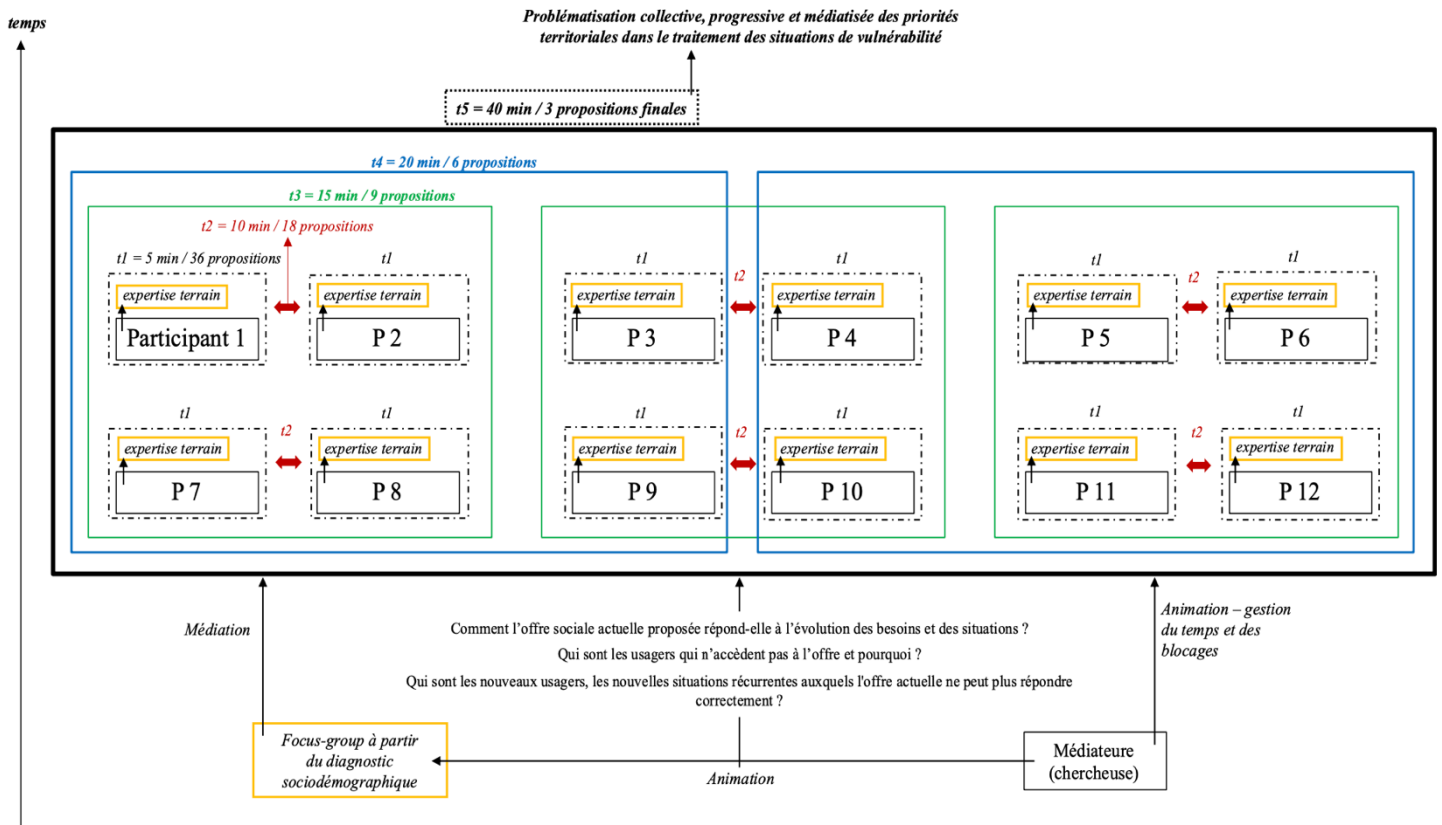 temps
Problématisation collective, progressive et médiatisée des priorités
territoriales dans le traitement des situations de vulnérabilité
t5 = 40 min / 3 propositions finales
t4 = 20 min / 6 propositions
t3 = 15 min / 9 propositions
t2 = 10 min / 18 propositions
t1 = 5 min / 36 propositions
t1
t1
t1
t1
t1
t2
t2
expertise terrain
expertise terrain
expertise terrain
expertise terrain
expertise terrain
expertise terrain
Participant 1
P 2
P 3
P 4
P 5
P 6
t1
t1
t1
t1
t1
t1
t2
t2
t2
expertise terrain
expertise terrain
expertise terrain
expertise terrain
expertise terrain
expertise terrain
P 7
P 8
P 9
P 10
P 11
P 12
Médiation
Comment l'offre sociale actuelle proposée répond-elle à l'évolution des besoins et des situations ?
Qui sont les usagers qui n'accèdent pas à l'offre et pourquoi ?
Qui sont les nouveaux usagers, les nouvelles situations récurrentes auxquels l'offre actuelle ne peut plus répondre
correctement ?
Animation – gestion
du temps et des
blocages
Focus-group à partir
du diagnostic
sociodémographique
Animation
Médiateure
(chercheuse)